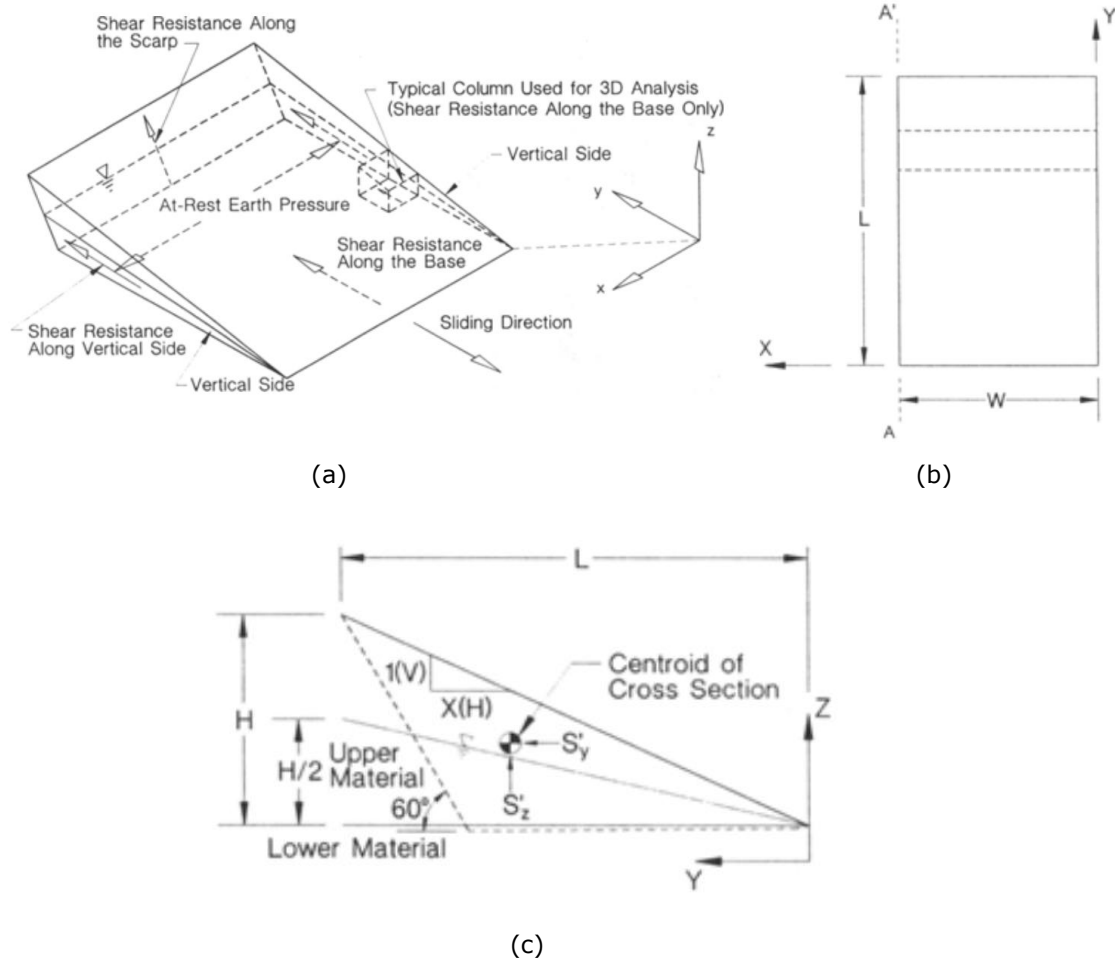 Shear Resistance Along
the Scarp
Typical Column Used for 3D Analysis
(Shear Resistance Along the Base Only)
z
Vertical Side
y
At-Rest Earth Pressure
Shear Resistance
Along the Base
x
Sliding Direction
Shear Resistance
Along Vertical Side
Vertical Side
(a)
A'
Y
L
X
W
A
(b)
L
1(V)
X(H)
Centroid of
Cross Section
H
Z
S'y
H/2
Upper
Material
S'z
60°
Lower Material
Y
(c)